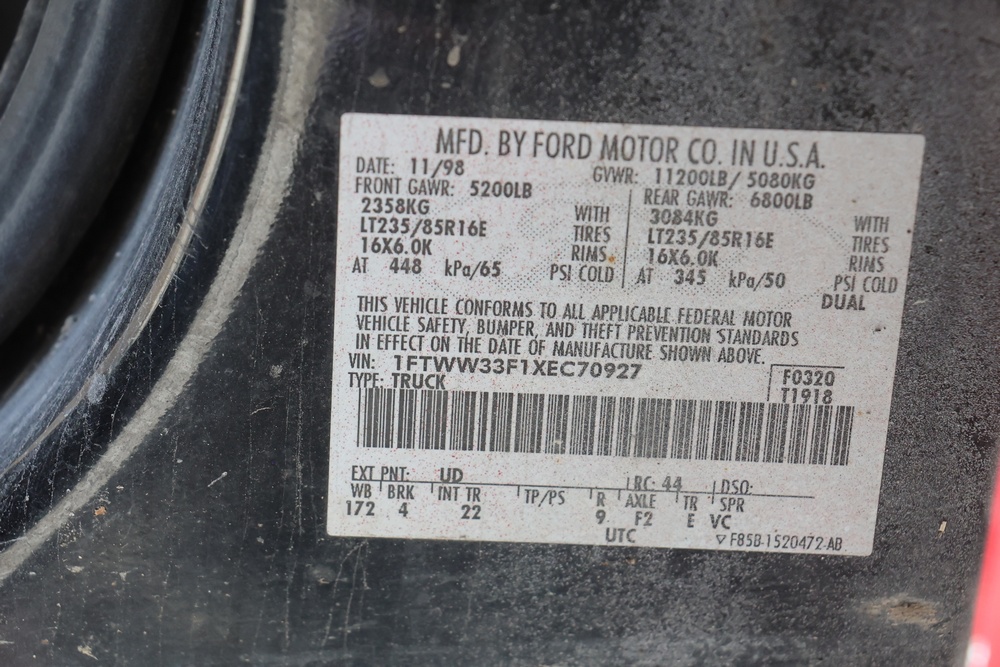 MFD. BY FORD MOTOR CO. IN U.S.A.
DATE: 11/98 GVWR: 11200LB/ 5080KG
FRONT GAWR: 5200LB REAR GAWR: 6800LB
2358KG WITH 3084KG WITH
LT235/85R16E TIRES LT235/85R16E TIRES
16X6.0K RIMS 16X6.0K RIMS
AT 448 kPa/65 PSI COLD AT 345 kPa/50 PSI COLD
DUAL
THIS VEHICLE CONFORMS TO ALL APPLICABLE FEDERAL MOTOR
VEHICLE SAFETY, BUMPER, AND THEFT PREVENTION STANDARDS
IN EFFECT ON THE DATE OF MANUFACTURE SHOWN ABOVE.
VIN: 1FTWW33F1XEC70927
TYPE: TRUCK
F0320
T1918
EXT PNT: UD RC: 44 DSO:
WB BRK INT TR TP/PS R AXLE TR SPR
172 4 22 9 F2 E VC
UTC F85B-1520472-AB